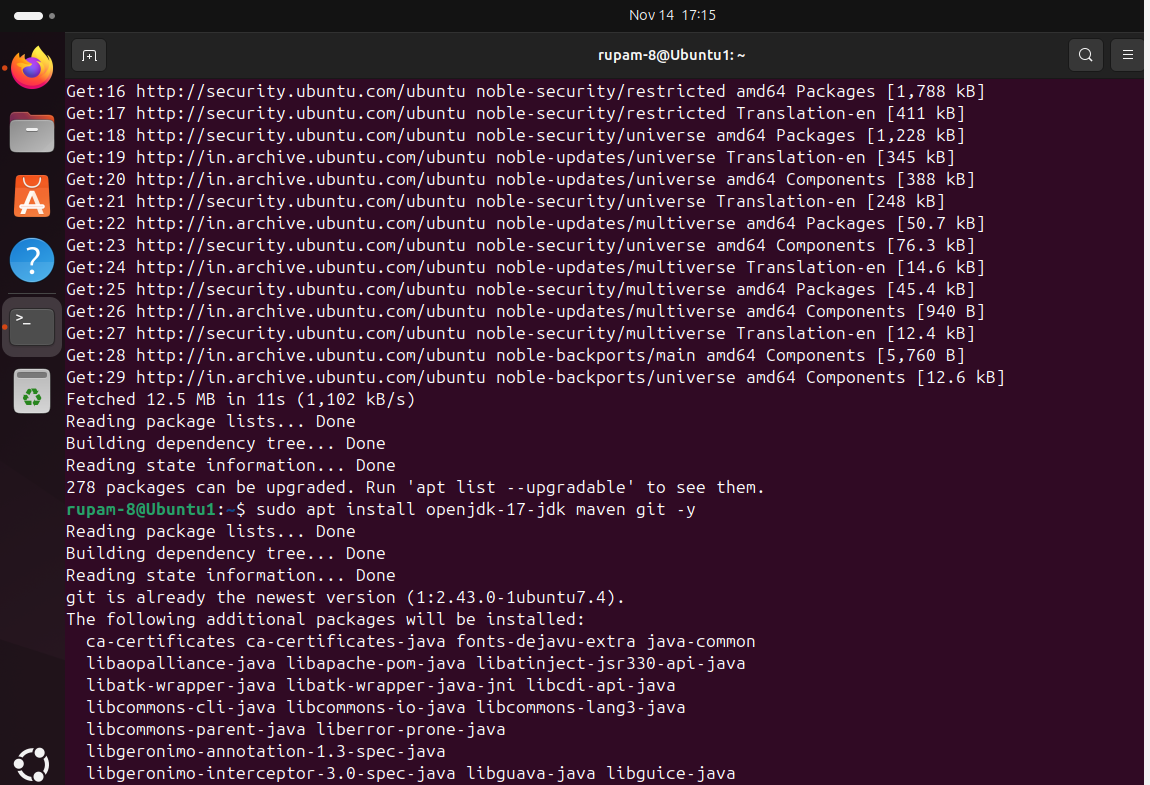 Nov 14 17:15
rupam-8@Ubuntu1: ~
Get:16 http://security.ubuntu.com/ubuntu noble-security/restricted amd64 Packages [1,788 kB]
Get:17 http://security.ubuntu.com/ubuntu noble-security/restricted Translation-en [411 kB]
Get:18 http://security.ubuntu.com/ubuntu noble-security/universe amd64 Packages [1,228 kB]
Get:19 http://in.archive.ubuntu.com/ubuntu noble-updates/universe Translation-en [345 kB]
Get:20 http://in.archive.ubuntu.com/ubuntu noble-updates/universe amd64 Components [388 kB]
Get:21 http://security.ubuntu.com/ubuntu noble-security/universe Translation-en [248 kB]
Get:22 http://in.archive.ubuntu.com/ubuntu noble-updates/multiverse amd64 Packages [50.7 kB]
Get:23 http://security.ubuntu.com/ubuntu noble-security/universe amd64 Components [76.3 kB]
Get:24 http://in.archive.ubuntu.com/ubuntu noble-updates/multiverse Translation-en [14.6 kB]
Get:25 http://security.ubuntu.com/ubuntu noble-security/multiverse amd64 Packages [45.4 kB]
Get:26 http://in.archive.ubuntu.com/ubuntu noble-updates/multiverse amd64 Components [940 B]
Get:27 http://security.ubuntu.com/ubuntu noble-security/multiverse Translation-en [12.4 kB]
Get:28 http://in.archive.ubuntu.com/ubuntu noble-backports/main amd64 Components [5,760 B]
Get:29 http://in.archive.ubuntu.com/ubuntu noble-backports/universe amd64 Components [12.6 kB]
Fetched 12.5 MB in 11s (1,102 kB/s)
Reading package lists... Done
Building dependency tree... Done
Reading state information... Done
278 packages can be upgraded. Run 'apt list --upgradable' to see them.
rupam-8@Ubuntu1:~$ sudo apt install openjdk-17-jdk maven git -y
Reading package lists... Done
Building dependency tree... Done
Reading state information... Done
git is already the newest version (1:2.43.0-1ubuntu7.4).
The following additional packages will be installed:
  ca-certificates ca-certificates-java fonts-dejavu-extra java-common
  libaopalliance-java libapache-pom-java libatinject-jsr330-api-java
  libatk-wrapper-java libatk-wrapper-java-jni libcdi-api-java
  libcommons-cli-java libcommons-io-java libcommons-lang3-java
  libcommons-parent-java liberror-prone-java
  libgeronimo-annotation-1.3-spec-java
  libgeronimo-interceptor-3.0-spec-java libguava-java libguice-java